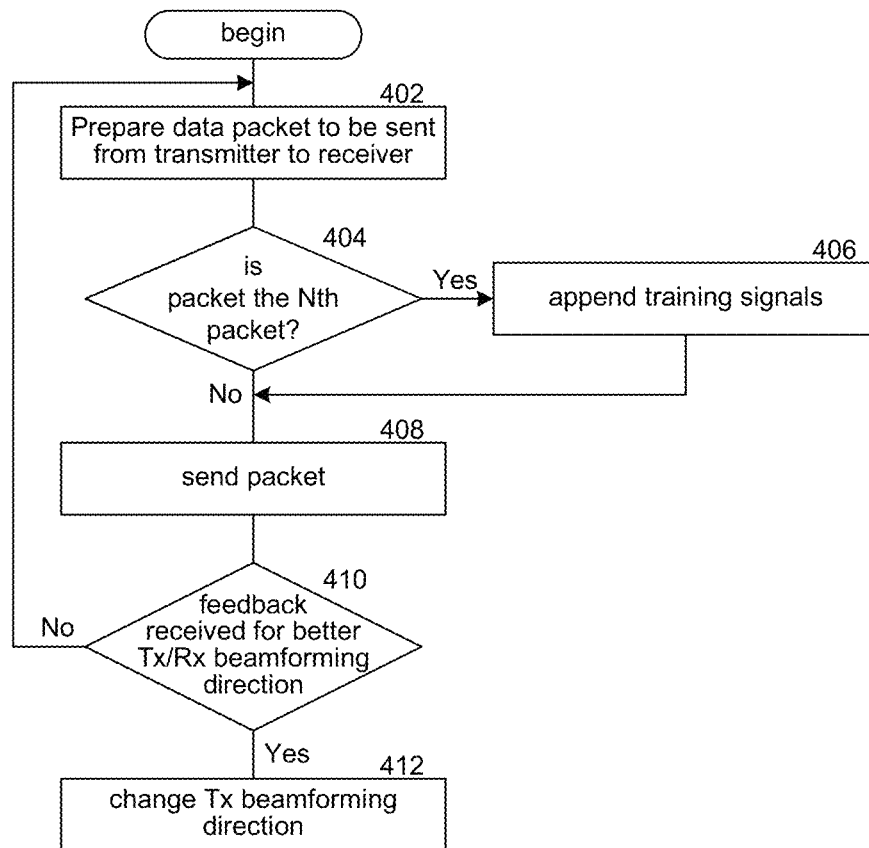 begin
402
Prepare data packet to be sent
from transmitter to receiver
404
is
packet the Nth
packet?
Yes
406
append training signals
No
408
send packet
410
feedback
received for better
Tx/Rx beamforming
direction
No
Yes
412
change Tx beamforming
direction